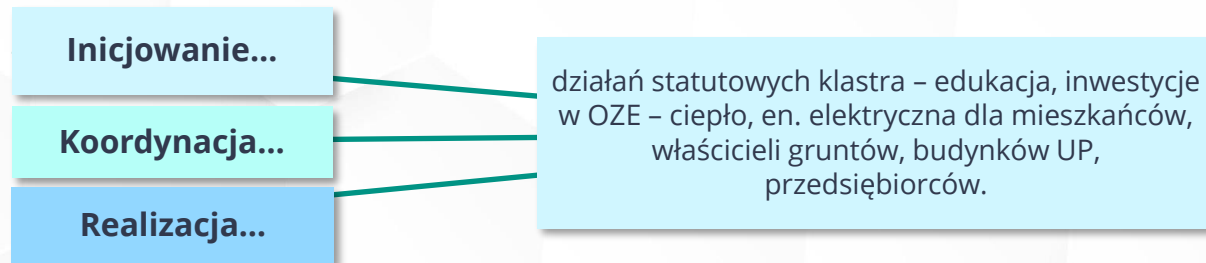 Inicjowanie...
Koordynacja...
Realizacja...
działań statutowych klastra – edukacja, inwestycje
w OZE – ciepło, en. elektryczna dla mieszkańców,
właścicieli gruntów, budynków UP,
przedsiębiorców.